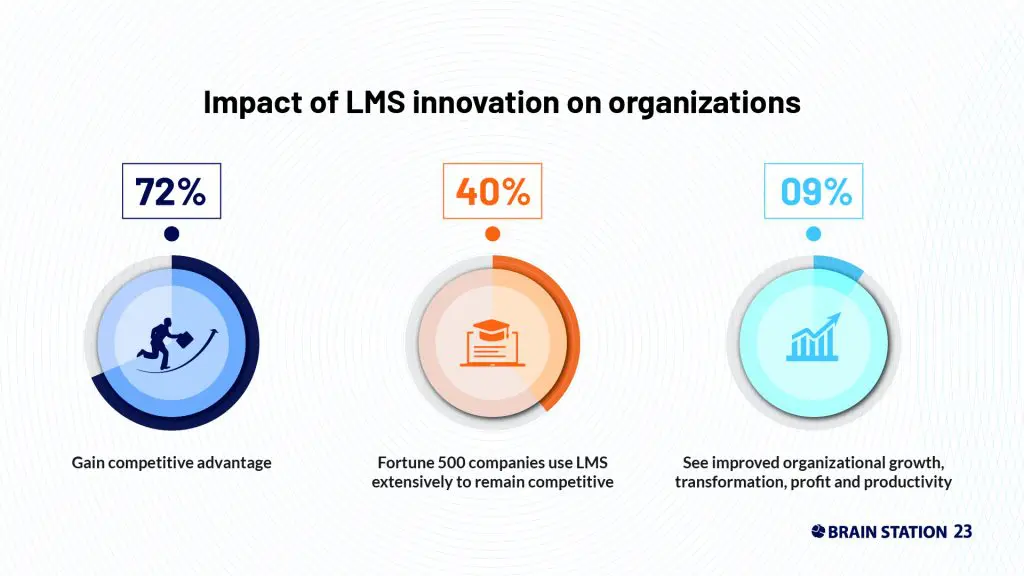 Impact of LMS innovation on organizations
72%
40%
09%
Gain competitive advantage
Fortune 500 companies use LMS
extensively to remain competitive
See improved organizational growth,
transformation, profit and productivity
BRAIN STATION 23